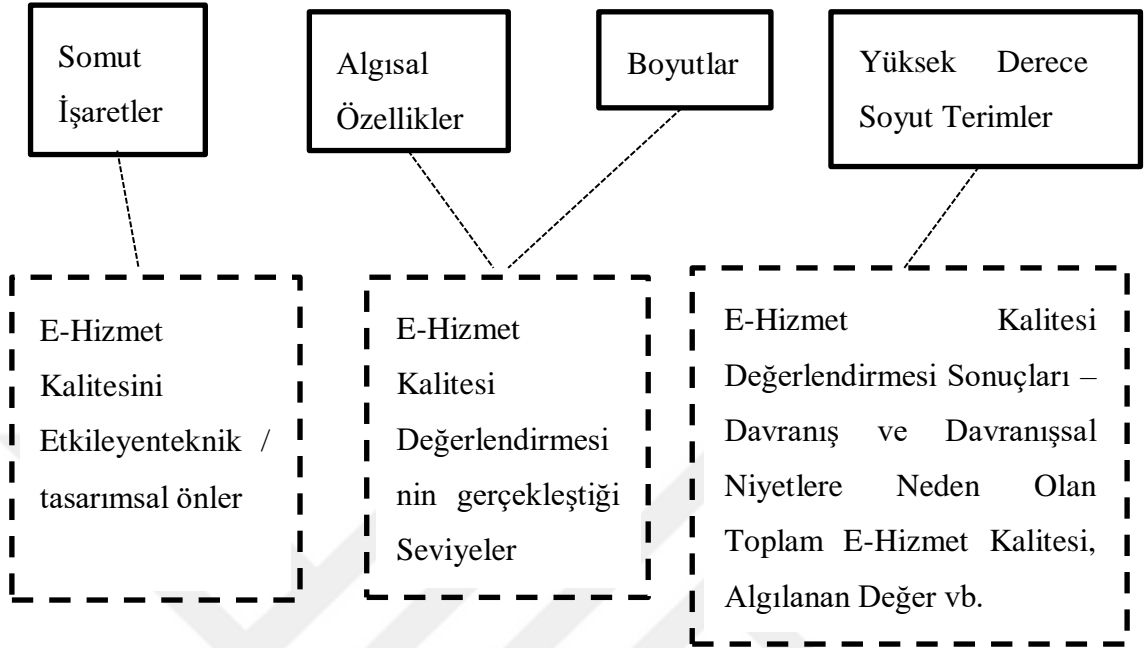 Somut
İşaretler
Algısal
Özellikler
Boyutlar
Yüksek Derece
Soyut Terimler
E-Hizmet
Kalitesini
Etkileyenteknik /
tasarımsal önler
E-Hizmet
Kalitesi
Değerlendirmesi
nin gerçekleştiği
Seviyeler
E-Hizmet Kalitesi
Değerlendirmesi Sonuçları –
Davranış ve Davranışsal
Niyetlere Neden Olan
Toplam E-Hizmet Kalitesi,
Algılanan Değer vb.